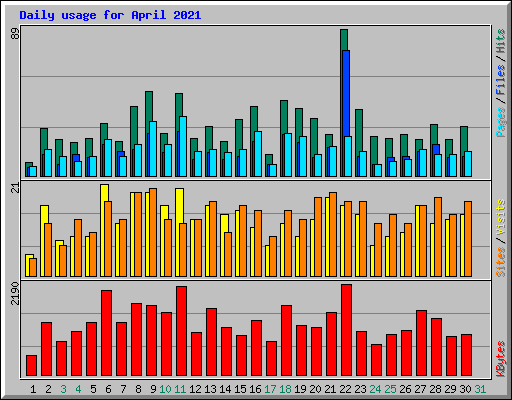 Daily usage for April 2021
89
Pages / Files / Hits
21
Sites / Visits
2190
KBytes
1 2 3 4 5 6 7 8 9 10 11 12 13 14 15 16 17 18 19 20 21 22 23 24 25 26 27 28 29 30 31